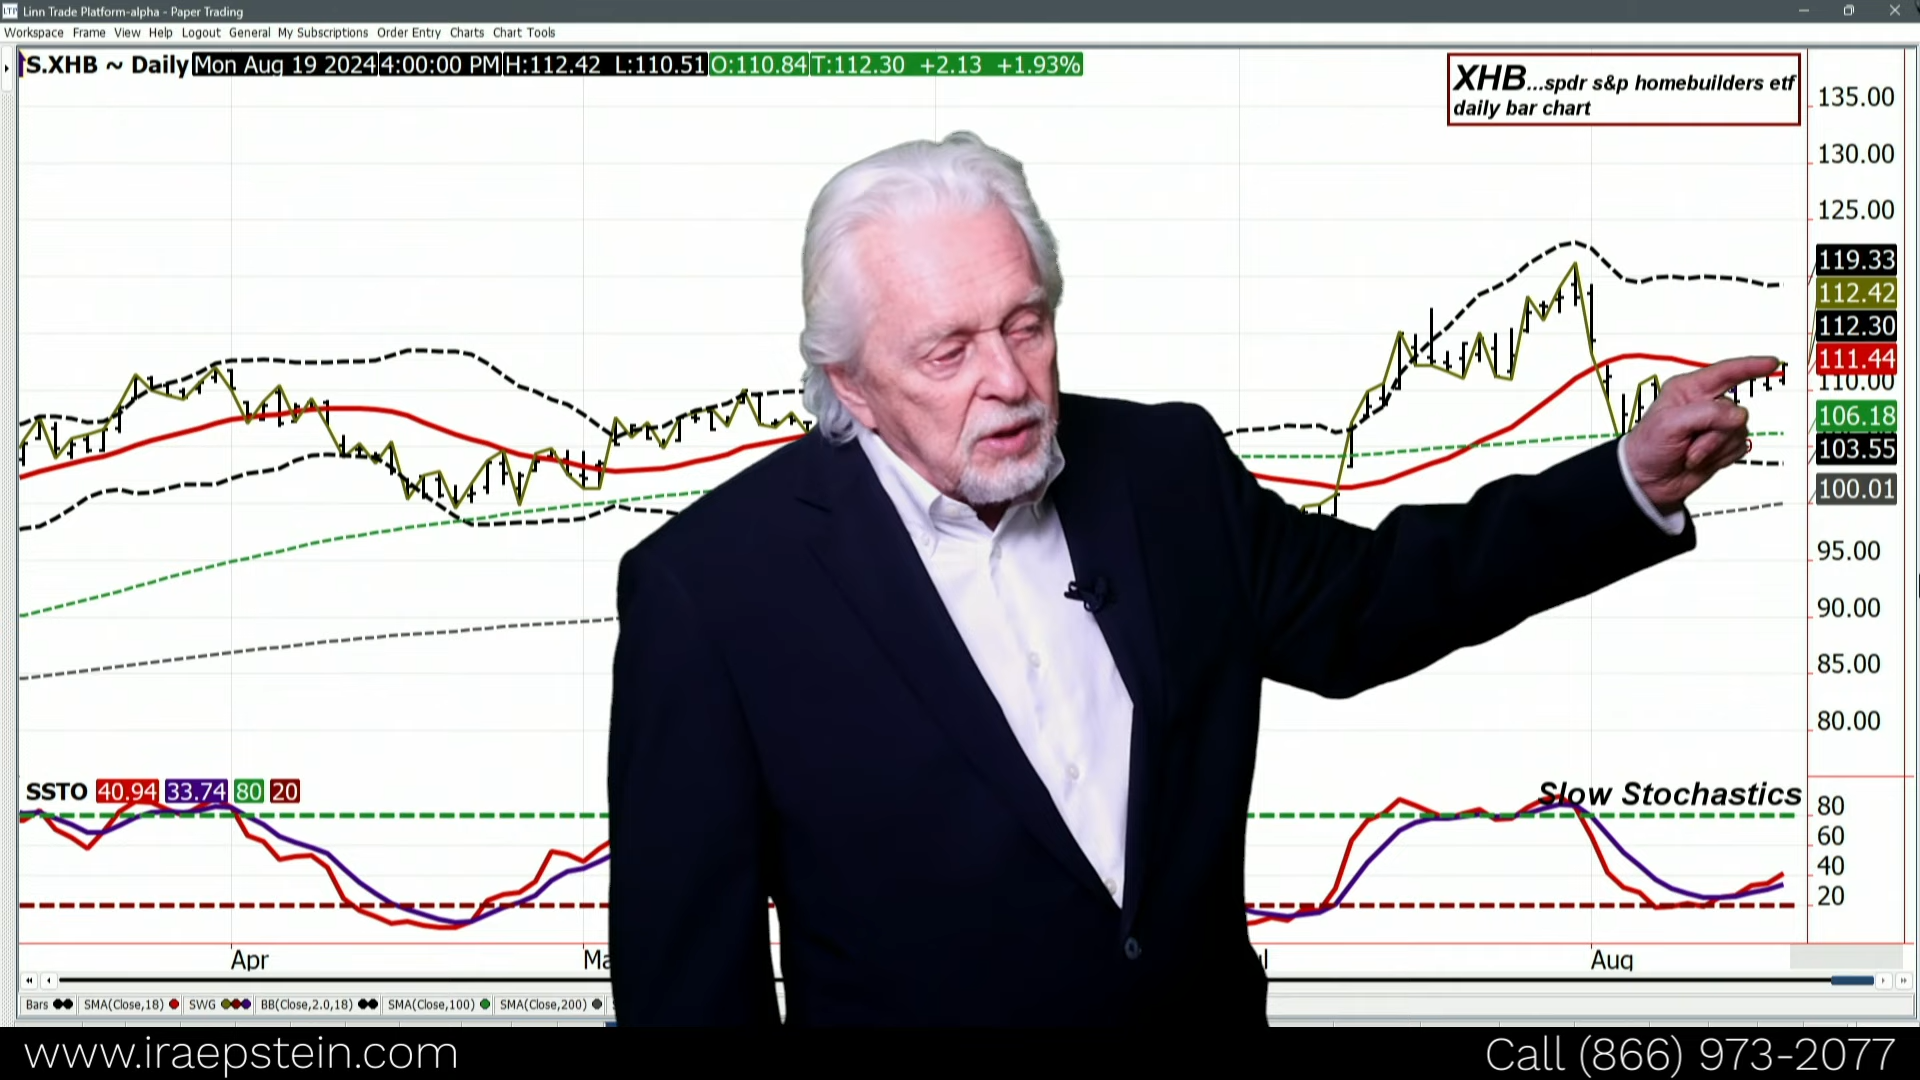 Linn Trade Platform-alpha - Paper Trading
Workspace Frame View Help Logout General My Subscriptions Order Entry Charts Chart Tools
S.XHB ~ Daily Mon Aug 19 2024 4:00:00 PM H:112.42 L:110.51 O:110.84 T:112.30 +2.13 +1.93%
XHB...spdr s&p homebuilders etf
daily bar chart
135.00
130.00
125.00
119.33
112.42
112.30
111.44
110.00
106.18
103.55
100.01
95.00
90.00
85.00
80.00
SSTO 40.94 33.74 80 20
Slow Stochastics
80
60
40
20
Apr
Aug
Bars SMA(Close,18) SWG BB(Close,2.0,18) SMA(Close,100) SMA(Close,200)
www.iraepstein.com
Call (866) 973-2077